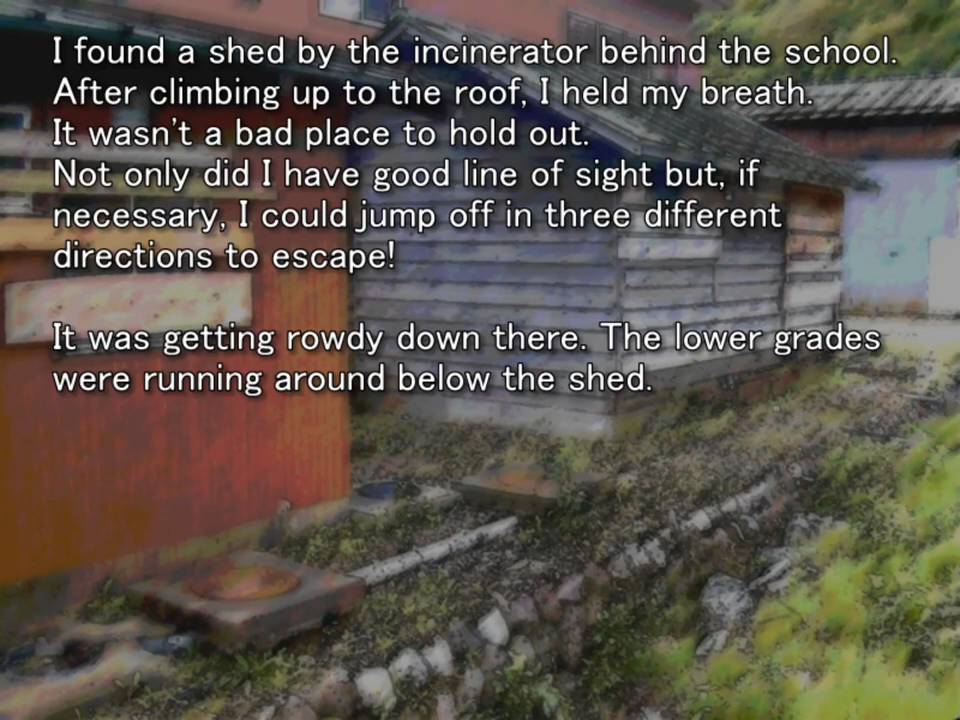 I found a shed by the incinerator behind the school.
After climbing up to the roof, I held my breath.
It wasn't a bad place to hold out.
Not only did I have good line of sight but, if
necessary, I could jump off in three different
directions to escape!
It was getting rowdy down there. The lower grades
were running around below the shed.